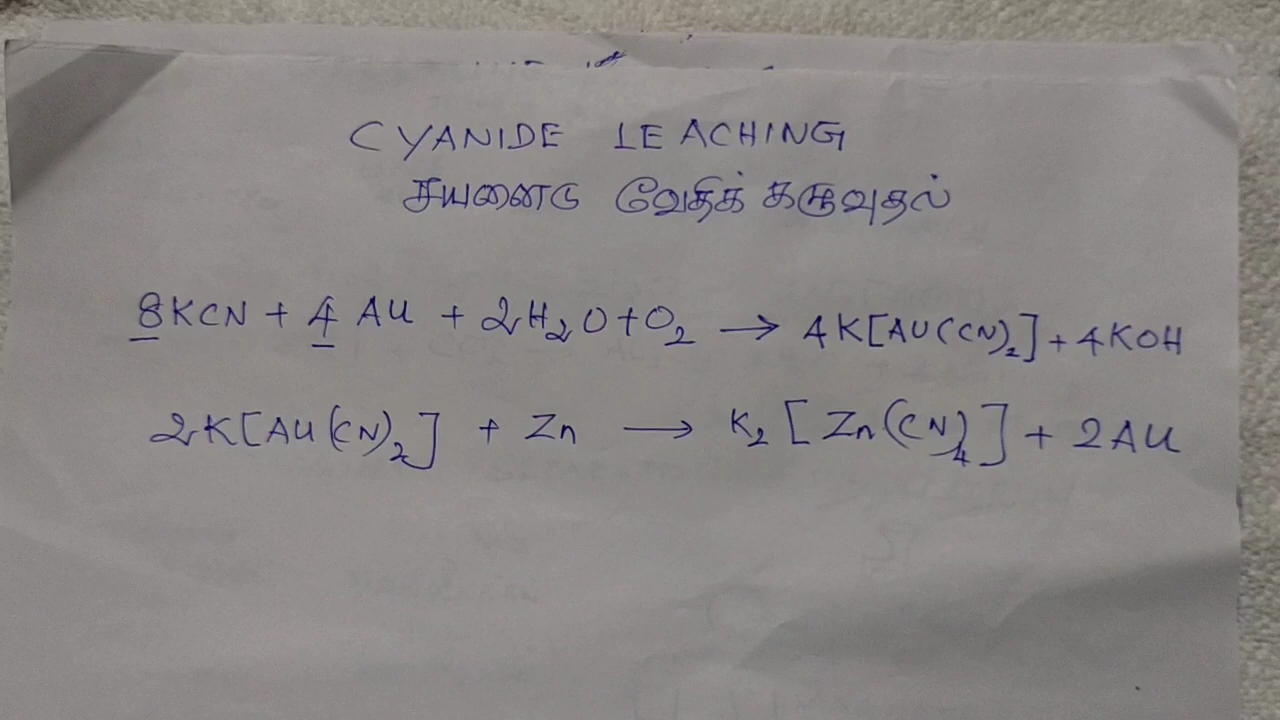 CYANIDE LEACHING
சயனைடு வேதிக் கழுவுதல்
8KCN + 4 AU + 2H₂O + O₂ → 4K[AU(CN)₂] + 4KOH
2K[AU(CN)₂] + Zn → K₂[Zn(CN)₄] + 2AU